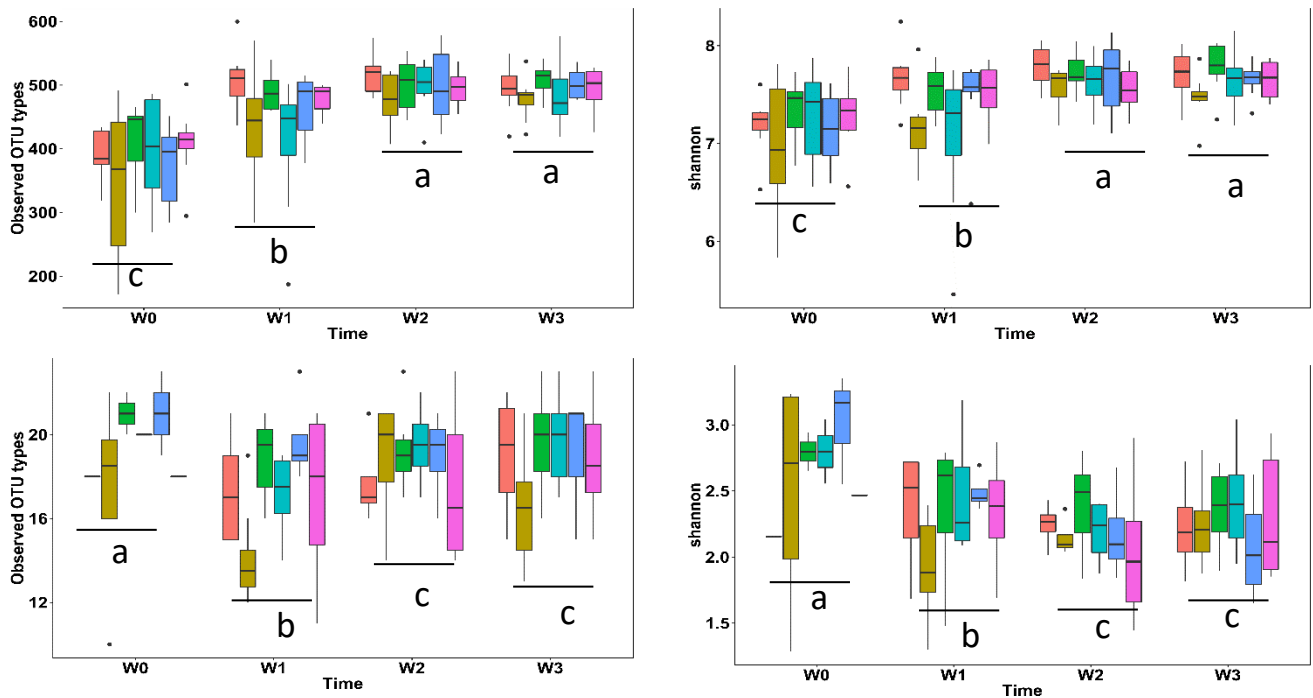 Observed OTU types
600
500
400
300
200
c
b
a
a
W0
W1
W2
W3
Time
shannon
8
7
6
c
b
a
a
W0
W1
W2
W3
Time
Observed OTU types
20
16
12
a
b
c
c
W0
W1
W2
W3
Time
shannon
3.0
2.5
2.0
1.5
a
b
c
c
W0
W1
W2
W3
Time